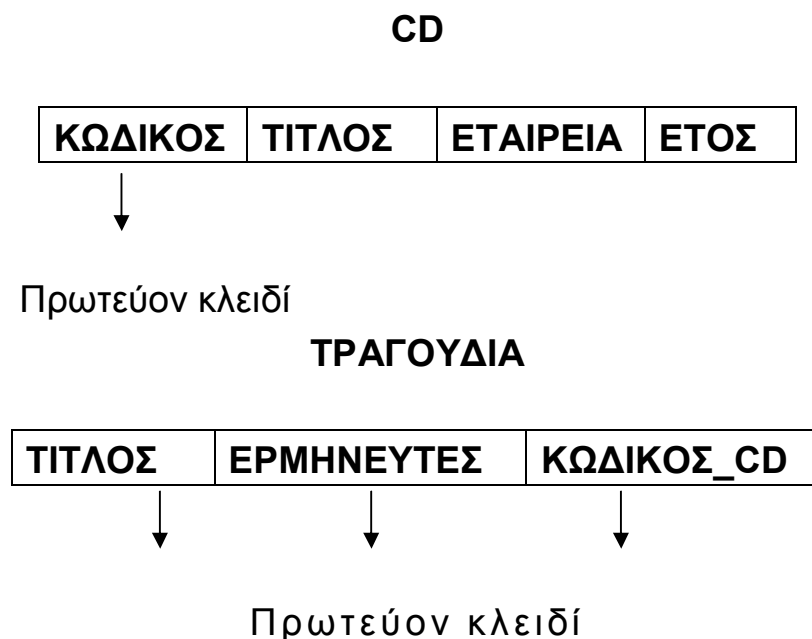 CD
ΚΩΔΙΚΟΣ ΤΙΤΛΟΣ ΕΤΑΙΡΕΙΑ ΕΤΟΣ
Πρωτεύον κλειδί
ΤΡΑΓΟΥΔΙΑ
ΤΙΤΛΟΣ ΕΡΜΗΝΕΥΤΕΣ ΚΩΔΙΚΟΣ_CD
Πρωτεύον κλειδί